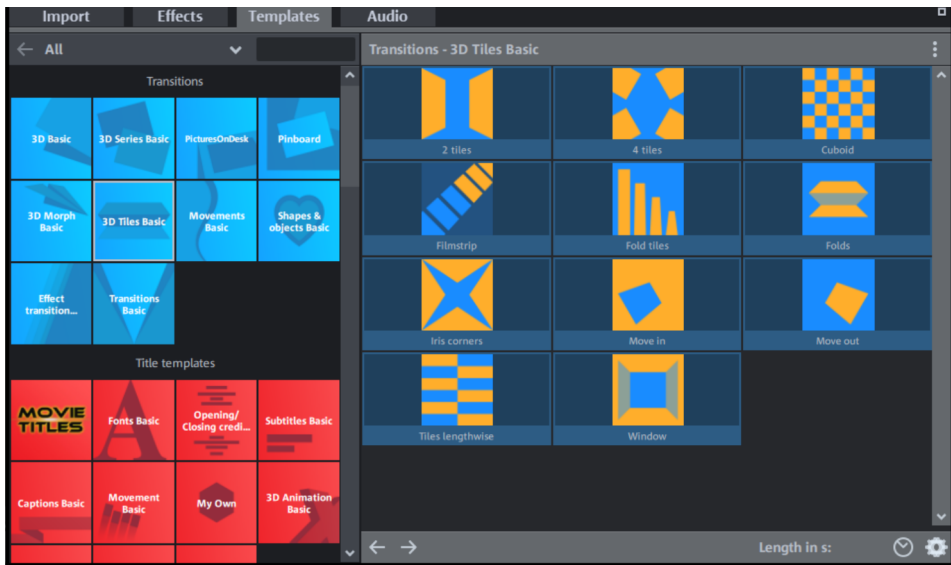 Import Effects Templates Audio
All
Transitions - 3D Tiles Basic
Transitions
3D Basic
3D Series Basic
PicturesOnDesk
Pinboard
3D Morph
Basic
3D Tiles Basic
Movements
Basic
Shapes &
objects Basic
Effect
transition...
Transitions
Basic
Title templates
MOVIE
TITLES
Fonts Basic
Opening/
Closing credi...
Subtitles Basic
Captions Basic
Movement
Basic
My Own
3D Animation
Basic
2 tiles
4 tiles
Cuboid
Filmstrip
Fold tiles
Folds
Iris corners
Move in
Move out
Tiles lengthwise
Window
Length in s: